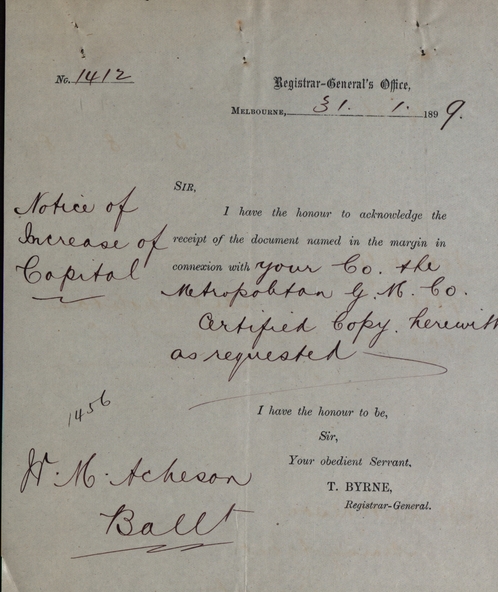 No. 1412
Registrar-General's Office,
MELBOURNE, 31. 1. 1899.
SIR,
Notice of
Increase of
Capital
I have the honour to acknowledge the
receipt of the document named in the margin in
connexion with your Co. the
Metropolitan G. M. Co.
Certified Copy. herewith
as requested
1456
I have the honour to be,
Sir,
Your obedient Servant,
T. BYRNE,
Registrar-General.
W. M. Acheson
Ballt